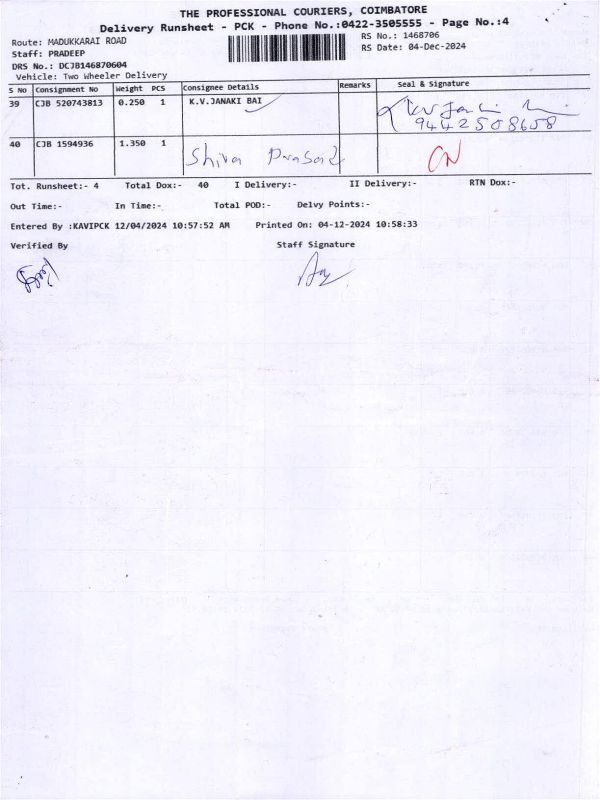 THE PROFESSIONAL COURIERS, COIMBATORE
Delivery Runsheet - PCK - Phone No.:0422-3505555 - Page No.:4
Route: MADUKKARAI ROAD
RS No.: 1468706
Staff: PRADEEP
RS Date: 04-Dec-2024
DRS No.: DCJB146870604
Vehicle: Two Wheeler Delivery
S No Consignment No Weight PCS Consignee Details Remarks Seal & Signature
39 CJB 520743813 0.250 1 K.V.JANAKI BAI
9442508658
40 CJB 1594936 1.350 1 Shiva Prasad
Tot. Runsheet:- 4 Total Dox:- 40 I Delivery:- II Delivery:- RTN Dox:-
Out Time:- In Time:- Total POD:- Delvy Points:-
Entered By :KAVIPCK 12/04/2024 10:57:52 AM Printed On: 04-12-2024 10:58:33
Verified By Staff Signature